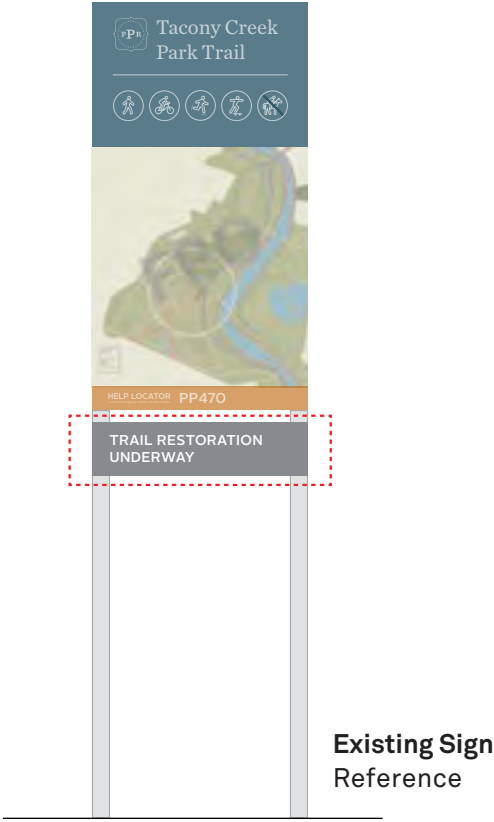 PPR
Tacony Creek
Park Trail
HELP LOCATOR PP470
TRAIL RESTORATION
UNDERWAY
Existing Sign
Reference